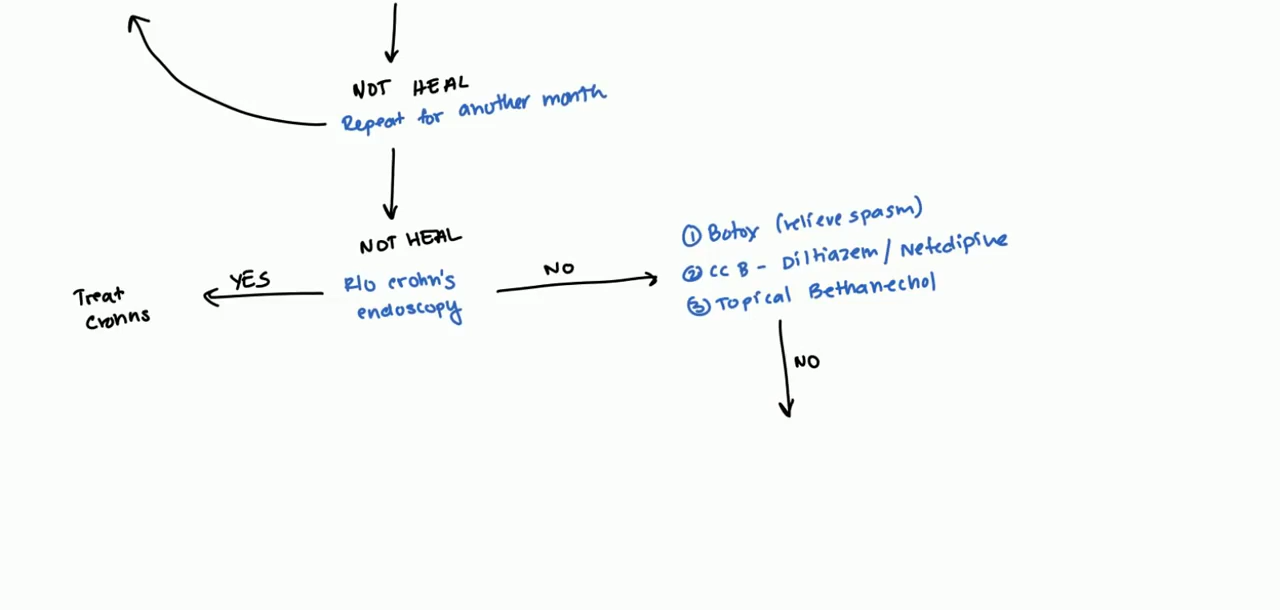 NOT HEAL
Repeat for another month
NOT HEAL
YES
R/o crohn's
endoscopy
NO
Treat
Crohns
① Botox (relieve spasm)
② CCB - Diltiazem / Nefedipine
③ Topical Bethanechol
NO